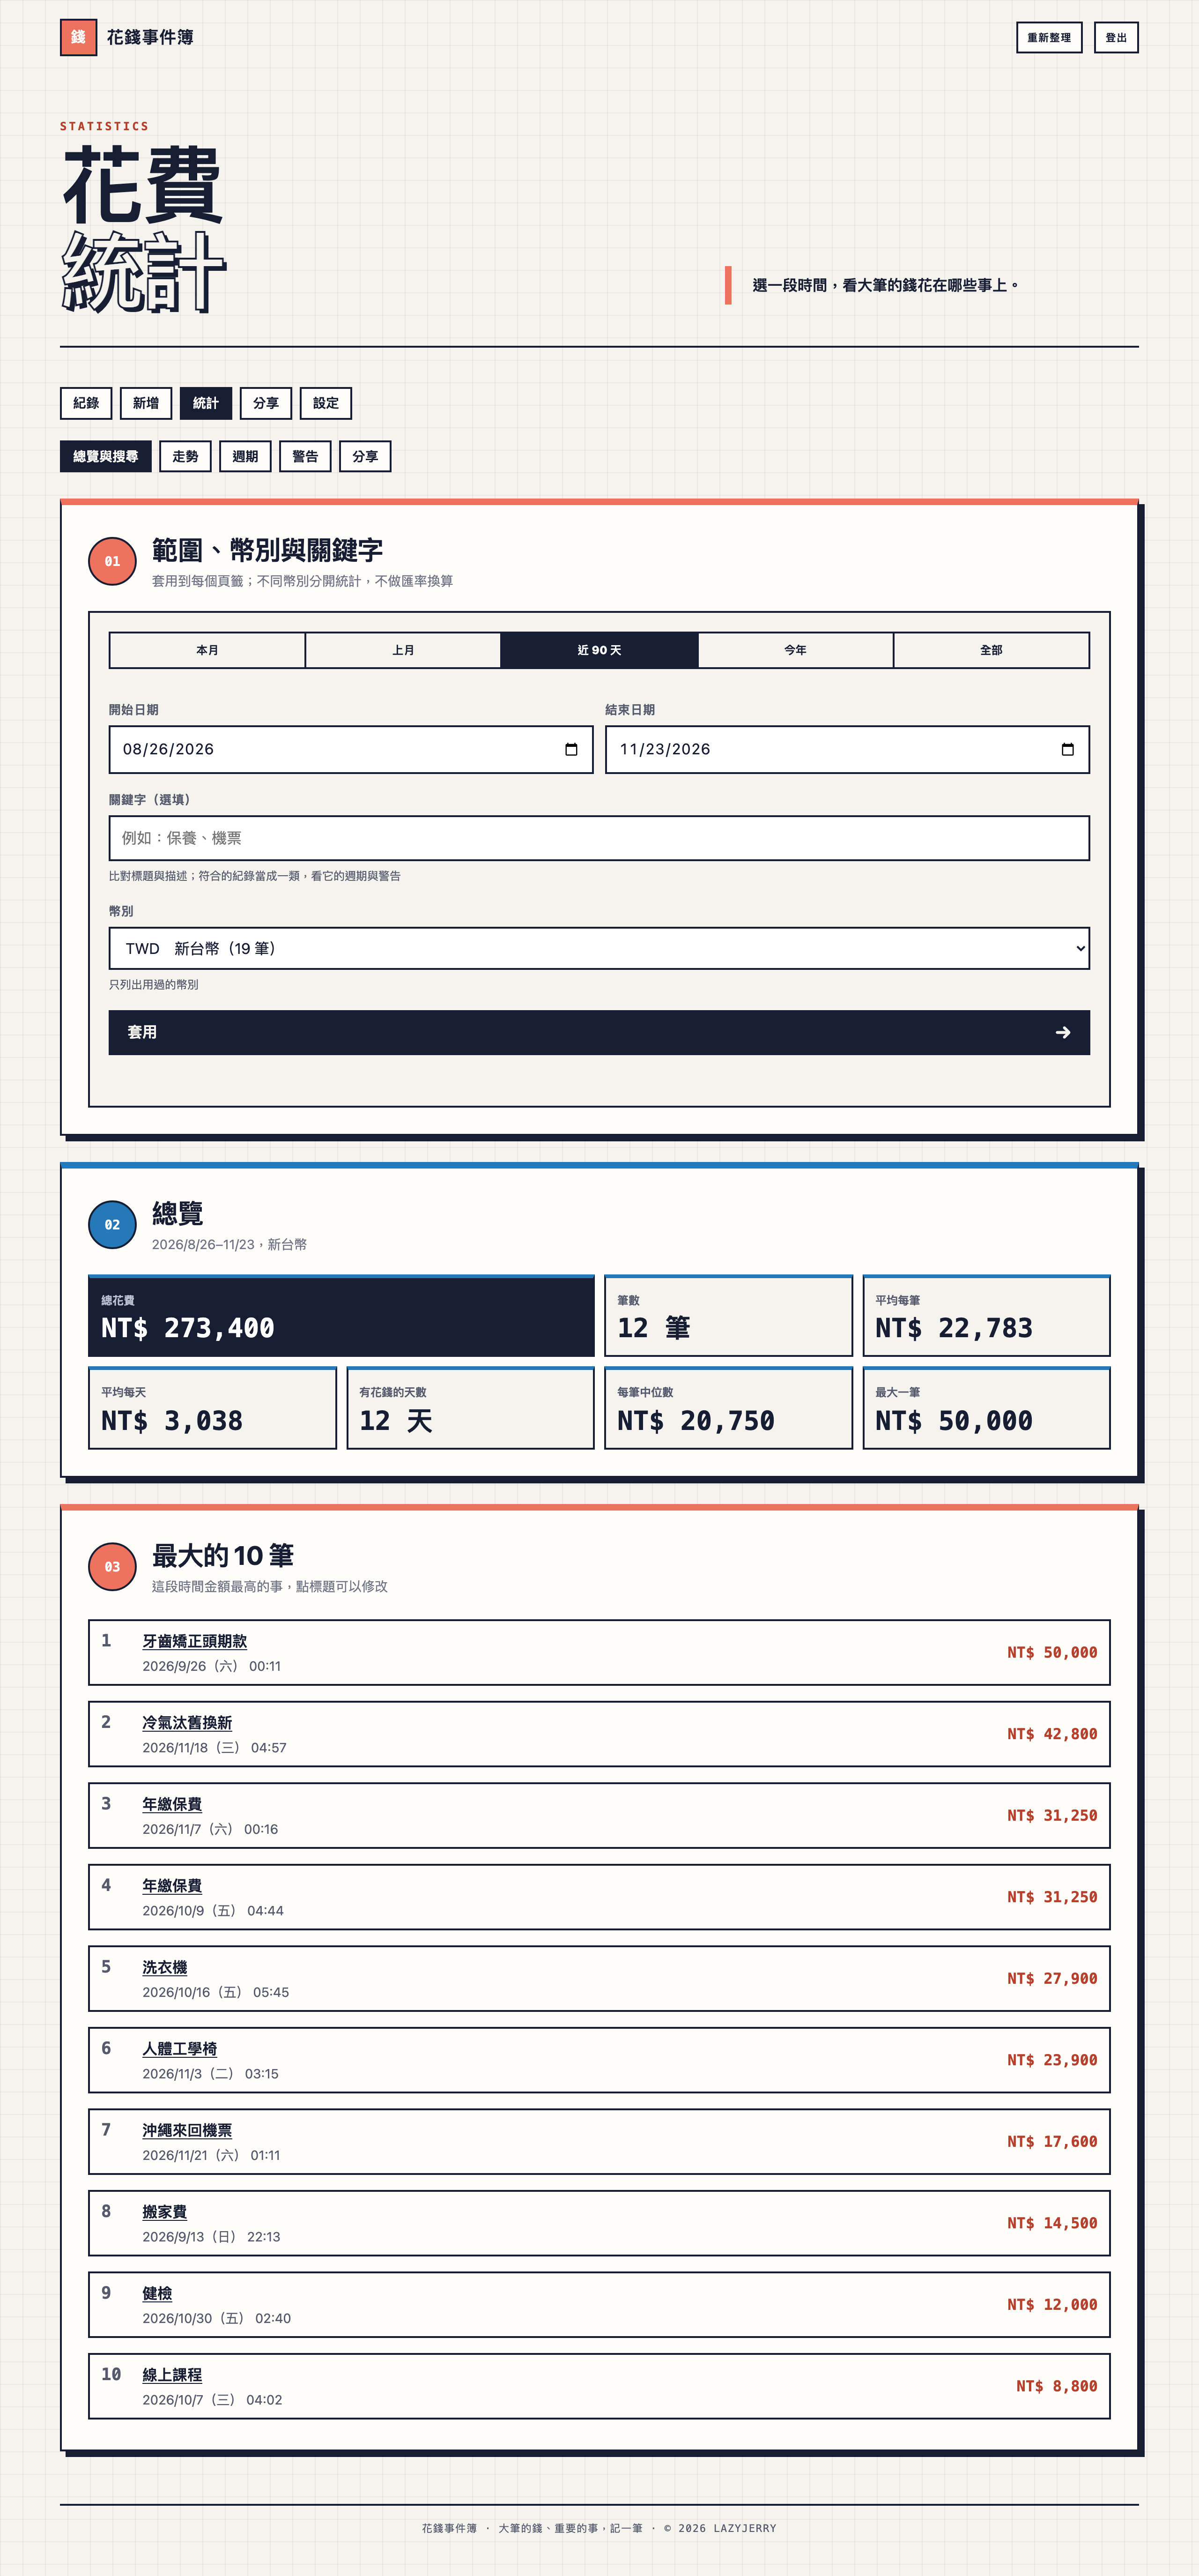 錢 花錢事件簿
重新整理 登出
STATISTICS
花費
統計
選一段時間，看大筆的錢花在哪些事上。
紀錄 新增 統計 分享 設定
總覽與搜尋 走勢 週期 警告 分享
01 範圍、幣別與關鍵字
套用到每個頁籤；不同幣別分開統計，不做匯率換算
本月 上月 近 90 天 今年 全部
開始日期 結束日期
08/26/2026 11/23/2026
關鍵字（選填）
例如：保養、機票
比對標題與描述；符合的紀錄當成一類，看它的週期與警告
幣別
TWD 新台幣（19 筆）
只列出用過的幣別
套用 →
02 總覽
2026/8/26–11/23，新台幣
總花費 筆數 平均每筆
NT$ 273,400 12 筆 NT$ 22,783
平均每天 有花錢的天數 每筆中位數 最大一筆
NT$ 3,038 12 天 NT$ 20,750 NT$ 50,000
03 最大的 10 筆
這段時間金額最高的事，點標題可以修改
1 牙齒矯正頭期款 NT$ 50,000
2026/9/26（六） 00:11
2 冷氣汰舊換新 NT$ 42,800
2026/11/18（三） 04:57
3 年繳保費 NT$ 31,250
2026/11/7（六） 00:16
4 年繳保費 NT$ 31,250
2026/10/9（五） 04:44
5 洗衣機 NT$ 27,900
2026/10/16（五） 05:45
6 人體工學椅 NT$ 23,900
2026/11/3（二） 03:15
7 沖繩來回機票 NT$ 17,600
2026/11/21（六） 01:11
8 搬家費 NT$ 14,500
2026/9/13（日） 22:13
9 健檢 NT$ 12,000
2026/10/30（五） 02:40
10 線上課程 NT$ 8,800
2026/10/7（三） 04:02
花錢事件簿 · 大筆的錢、重要的事，記一筆 · © 2026 LAZYJERRY